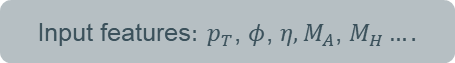 Input features: p_T, ϕ, η, M_A, M_H ….